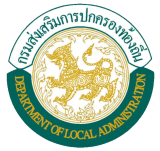 กรมส่งเสริมการปกครองท้องถิ่น
DEPARTMENT OF LOCAL ADMINISTRATION